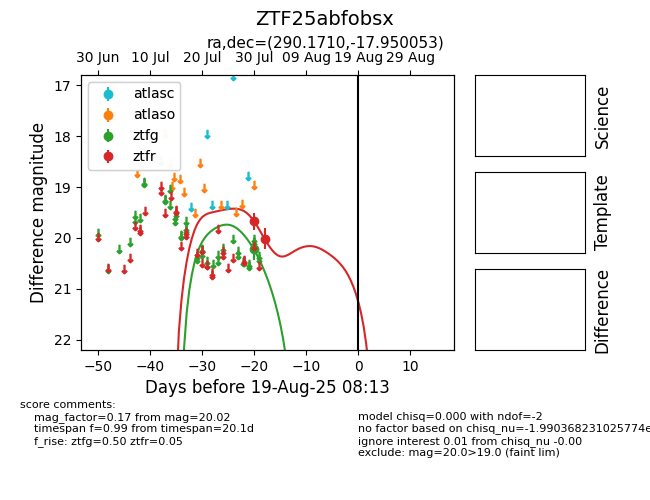 ZTF25abfobsx
ra,dec=(290.1710,-17.950053)
30 Jun 10 Jul 20 Jul 30 Jul 09 Aug 19 Aug 29 Aug
17
18
19
20
21
22
Difference magnitude
atlasc
atlaso
ztfg
ztfr
−50 −40 −30 −20 −10 0 10
Days before 19-Aug-25 08:13
Science
Template
Difference
score comments:
mag_factor=0.17 from mag=20.02
timespan f=0.99 from timespan=20.1d
f_rise: ztfg=0.50 ztfr=0.05
model chisq=0.000 with ndof=-2
no factor based on chisq_nu=-1.990368231025774e
ignore interest 0.01 from chisq_nu -0.00
exclude: mag=20.0>19.0 (faint lim)